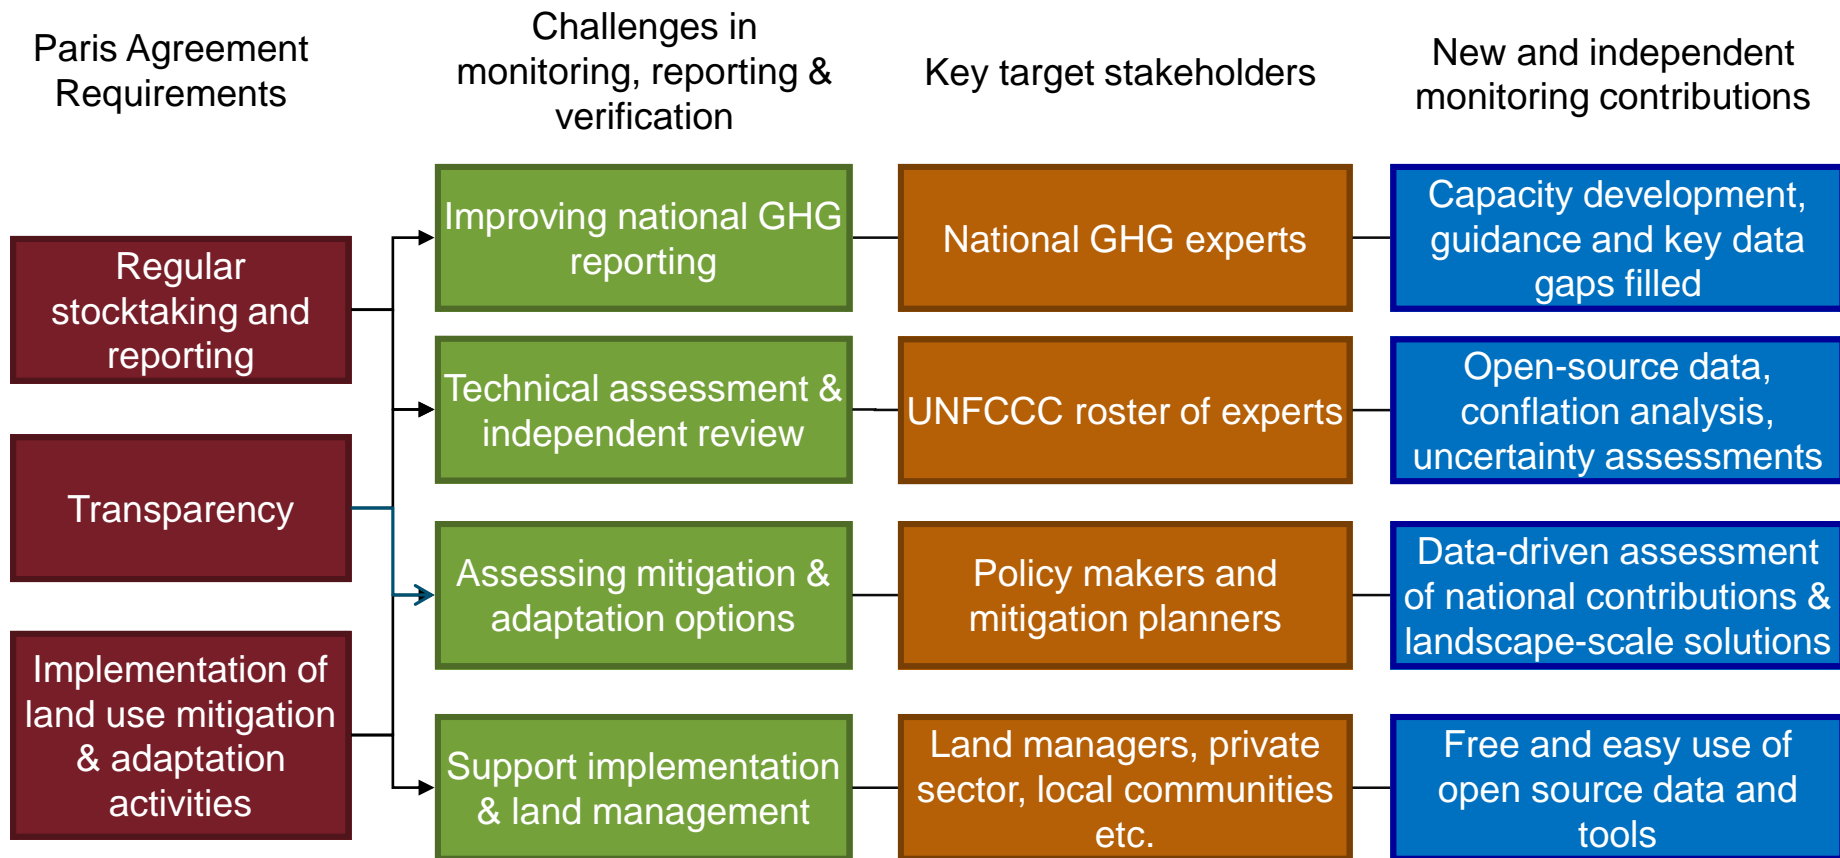 Paris Agreement
Requirements
Challenges in
monitoring, reporting &
verification
Key target stakeholders
New and independent
monitoring contributions
Regular
stocktaking and
reporting
Transparency
Implementation of
land use mitigation
& adaptation
activities
Improving national GHG
reporting
National GHG experts
Capacity development,
guidance and key data
gaps filled
Technical assessment &
independent review
UNFCCC roster of experts
Open-source data,
conflation analysis,
uncertainty assessments
Assessing mitigation &
adaptation options
Policy makers and
mitigation planners
Data-driven assessment
of national contributions &
landscape-scale solutions
Support implementation
& land management
Land managers, private
sector, local communities
etc.
Free and easy use of
open source data and
tools